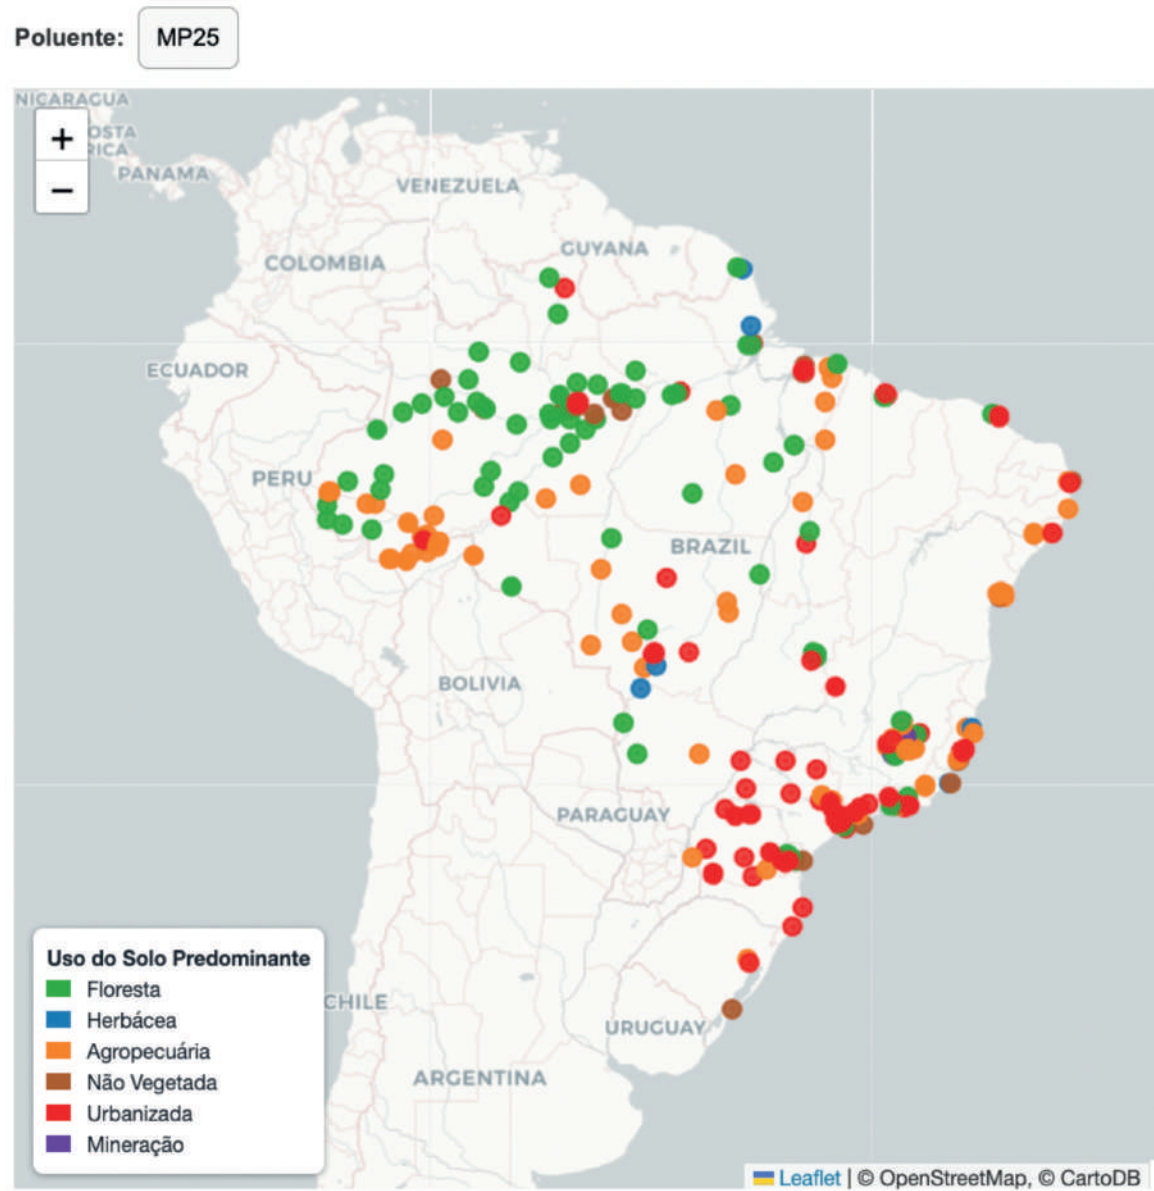 Poluente: MP25
NICARAGUA
+
OSTA
RICA
PANAMA
−
VENEZUELA
GUYANA
COLOMBIA
ECUADOR
PERU
BRAZIL
BOLIVIA
PARAGUAY
CHILE
URUGUAY
ARGENTINA
Uso do Solo Predominante
Floresta
Herbácea
Agropecuária
Não Vegetada
Urbanizada
Mineração
Leaflet | © OpenStreetMap, © CartoDB